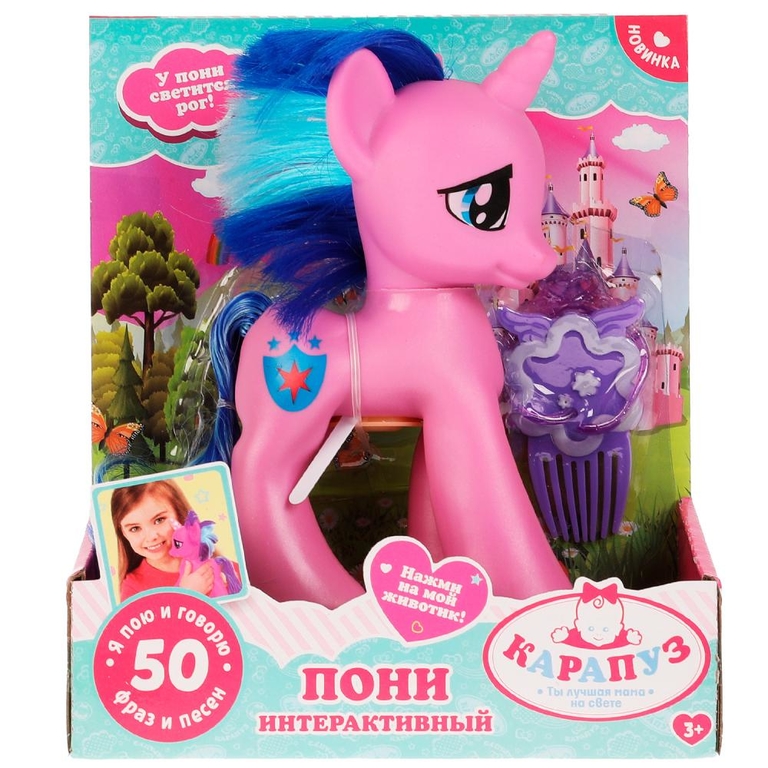 У пони
светится
рог!
НОВИНКА
Нажми
на мой
животик!
Я пою и говорю
50
фраз и песен
ПОНИ
ИНТЕРАКТИВНЫЙ
КАРАПУЗ
Ты лучшая мама
на свете
3+